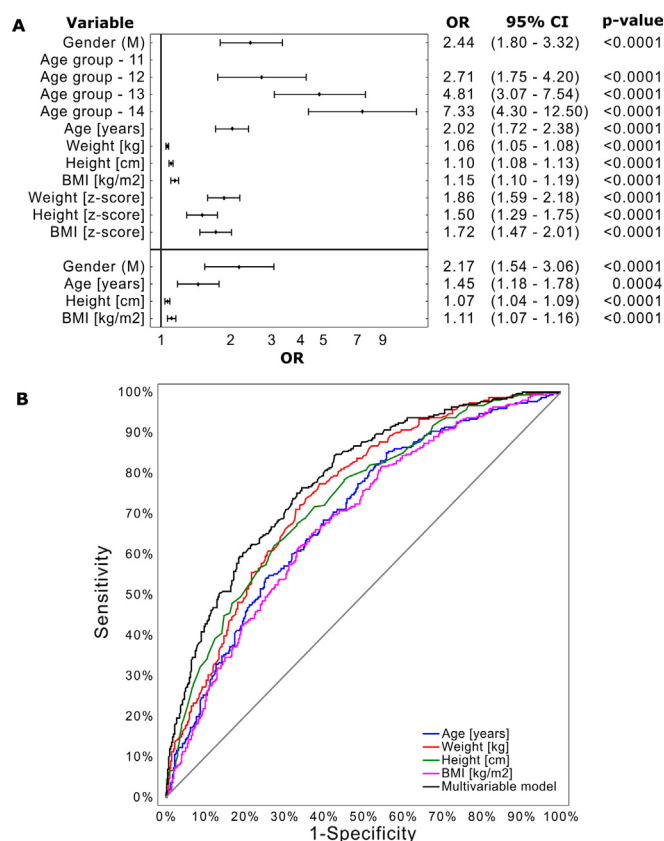 A
Variable OR 95% CI p-value
Gender (M) 2.44 (1.80 - 3.32) <0.0001
Age group - 11
Age group - 12 2.71 (1.75 - 4.20) <0.0001
Age group - 13 4.81 (3.07 - 7.54) <0.0001
Age group - 14 7.33 (4.30 - 12.50) <0.0001
Age [years] 2.02 (1.72 - 2.38) <0.0001
Weight [kg] 1.06 (1.05 - 1.08) <0.0001
Height [cm] 1.10 (1.08 - 1.13) <0.0001
BMI [kg/m2] 1.15 (1.10 - 1.19) <0.0001
Weight [z-score] 1.86 (1.59 - 2.18) <0.0001
Height [z-score] 1.50 (1.29 - 1.75) <0.0001
BMI [z-score] 1.72 (1.47 - 2.01) <0.0001
Gender (M) 2.17 (1.54 - 3.06) <0.0001
Age [years] 1.45 (1.18 - 1.78) 0.0004
Height [cm] 1.07 (1.04 - 1.09) <0.0001
BMI [kg/m2] 1.11 (1.07 - 1.16) <0.0001
1 2 3 4 5 7 9
OR
B
100%
90%
80%
70%
60%
50%
40%
30%
20%
10%
0%
Sensitivity
Age [years]
Weight [kg]
Height [cm]
BMI [kg/m2]
Multivariable model
0% 10% 20% 30% 40% 50% 60% 70% 80% 90% 100%
1-Specificity